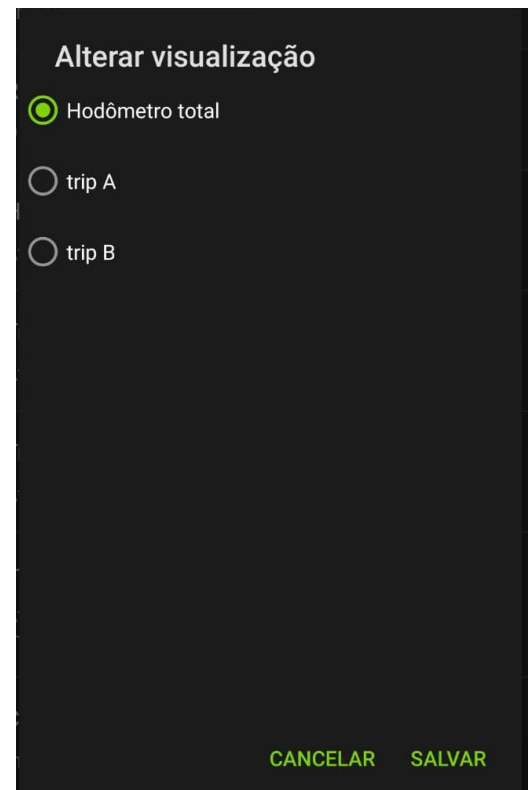 Alterar visualização
Hodômetro total
trip A
trip B
CANCELAR SALVAR